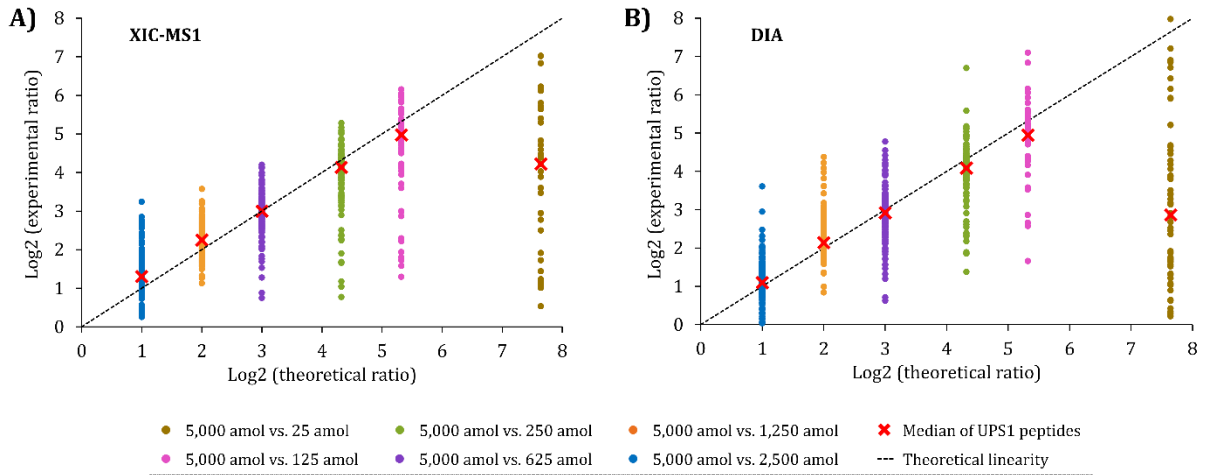 A)
XIC-MS1
Log2 (experimental ratio)
8
7
6
5
4
3
2
1
0
0 1 2 3 4 5 6 7 8
Log2 (theoretical ratio)
B)
DIA
Log2 (experimental ratio)
8
7
6
5
4
3
2
1
0
0 1 2 3 4 5 6 7 8
Log2 (theoretical ratio)
5,000 amol vs. 25 amol 5,000 amol vs. 250 amol 5,000 amol vs. 1,250 amol Median of UPS1 peptides
5,000 amol vs. 125 amol 5,000 amol vs. 625 amol 5,000 amol vs. 2,500 amol Theoretical linearity